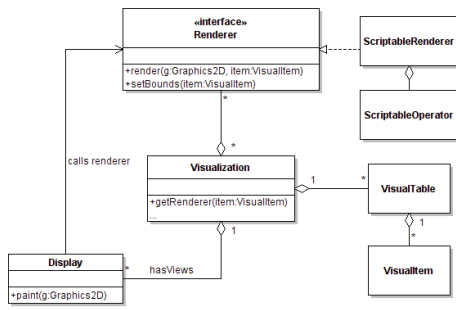 «interface»
Renderer
+render(g:Graphics2D, item:VisualItem)
+setBounds(item:VisualItem)
ScriptableRenderer
ScriptableOperator
*
*
calls renderer
Visualization
+getRenderer(item:VisualItem)
...
1
*
VisualTable
1
*
VisualItem
1
Display
+paint(g:Graphics2D)
*
hasViews